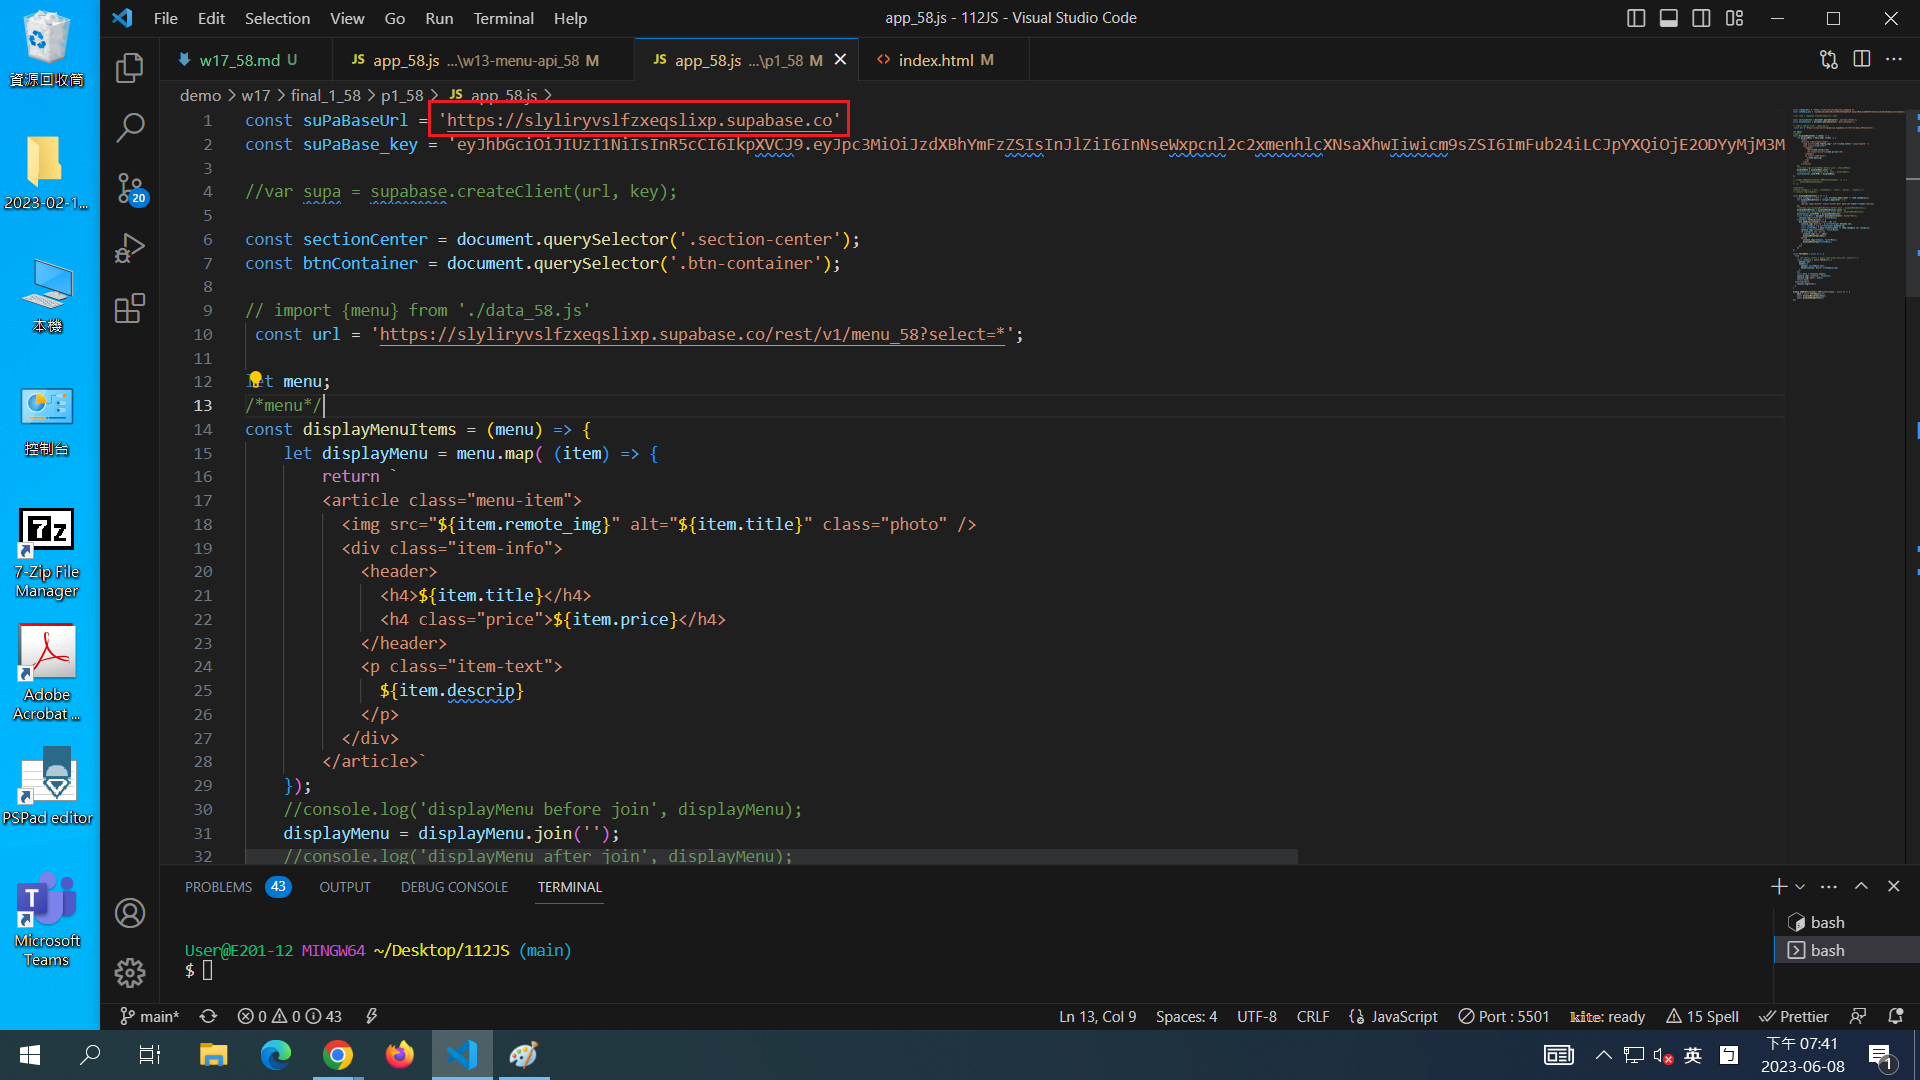 File Edit Selection View Go Run Terminal Help
app_58.js - 112JS - Visual Studio Code
資源回收筒
2023-02-1...
本機
控制台
7-Zip File Manager
Adobe Acrobat ...
PSPad editor
Microsoft Teams
w17_58.md U
JS app_58.js ...\w13-menu-api_58 M
JS app_58.js ...\p1_58 M
index.html M
demo > w17 > final_1_58 > p1_58 > JS app_58.js >
1 const suPaBaseUrl = 'https://slyliryvslfzxeqslixp.supabase.co'
2 const suPaBase_key =
3
4 //var supa = supabase.createClient(url, key);
5
6 const sectionCenter = document.querySelector('.section-center');
7 const btnContainer = document.querySelector('.btn-container');
8
9 // import {menu} from './data_58.js'
10 const url = 'https://slyliryvslfzxeqslixp.supabase.co/rest/v1/menu_58?select=*';
11
12 let menu;
13 /*menu*/
14 const displayMenuItems = (menu) => {
15 let displayMenu = menu.map( (item) => {
16 return `
17 <article class="menu-item">
18 <img src="${item.remote_img}" alt="${item.title}" class="photo" />
19 <div class="item-info">
20 <header>
21 <h4>${item.title}</h4>
22 <h4 class="price">${item.price}</h4>
23 </header>
24 <p class="item-text">
25 ${item.descrip}
26 </p>
27 </div>
28 </article>`
29 });
30 //console.log('displayMenu before join', displayMenu);
31 displayMenu = displayMenu.join('');
32 //console.log('displayMenu after join', displayMenu);
20
PROBLEMS 43 OUTPUT DEBUG CONSOLE TERMINAL
User@E201-12 MINGW64 ~/Desktop/112JS (main)
$
bash
bash
main* 0 0 43
Ln 13, Col 9 Spaces: 4 UTF-8 CRLF JavaScript Port : 5501 kite: ready 15 Spell Prettier
英
下午 07:41
2023-06-08
1